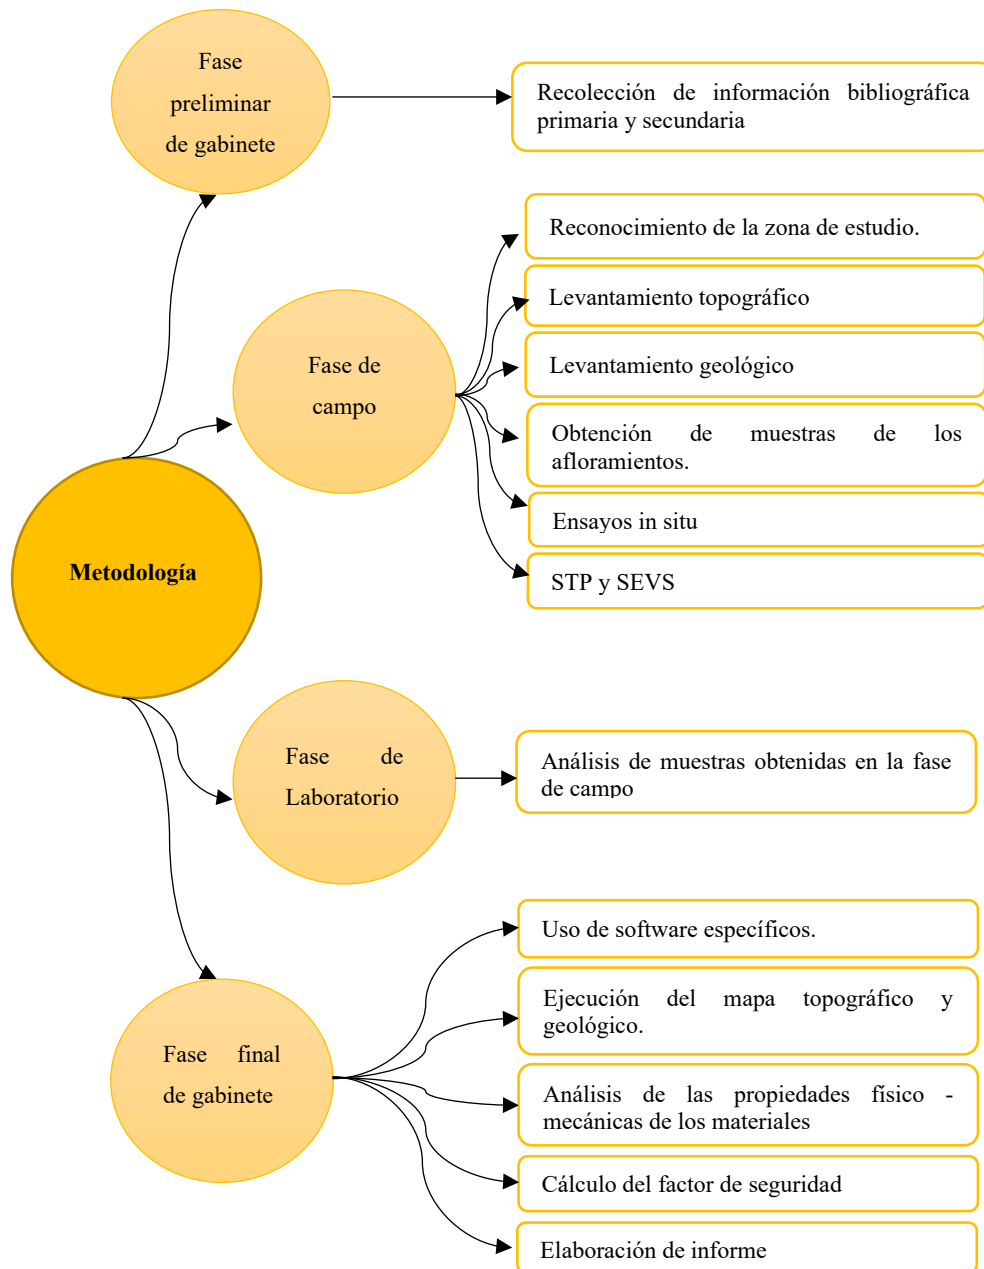 Fase
preliminar
de gabinete
Recolección de información bibliográfica
primaria y secundaria
Reconocimiento de la zona de estudio.
Levantamiento topográfico
Fase de
campo
Levantamiento geológico
Obtención de muestras de los
afloramientos.
Ensayos in situ
STP y SEVS
Metodología
Fase de
Laboratorio
Análisis de muestras obtenidas en la fase
de campo
Fase final
de gabinete
Uso de software específicos.
Ejecución del mapa topográfico y
geológico.
Análisis de las propiedades físico -
mecánicas de los materiales
Cálculo del factor de seguridad
Elaboración de informe